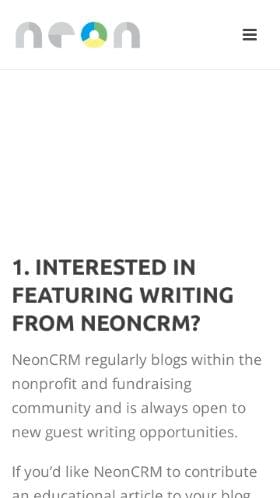 neon
1. INTERESTED IN
FEATURING WRITING
FROM NEONCRM?
NeonCRM regularly blogs within the
nonprofit and fundraising
community and is always open to
new guest writing opportunities.
If you'd like NeonCRM to contribute
an educational article to your blog